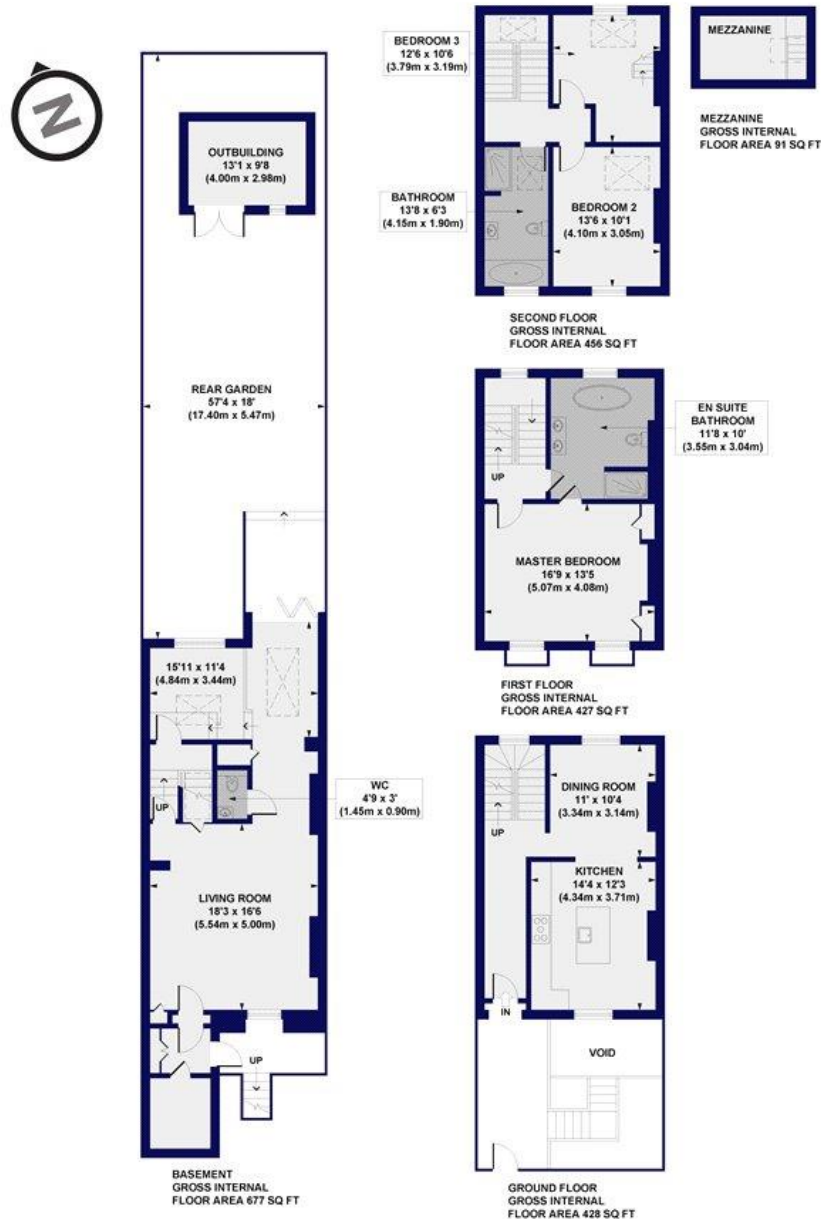 N
OUTBUILDING
13'1 x 9'8
(4.00m x 2.98m)
REAR GARDEN
57'4 x 18'
(17.40m x 5.47m)
15'11 x 11'4
(4.84m x 3.44m)
UP
WC
4'9 x 3'
(1.45m x 0.90m)
LIVING ROOM
18'3 x 16'6
(5.54m x 5.00m)
UP
BASEMENT
GROSS INTERNAL
FLOOR AREA 677 SQ FT
BEDROOM 3
12'6 x 10'6
(3.79m x 3.19m)
BATHROOM
13'8 x 6'3
(4.15m x 1.90m)
BEDROOM 2
13'6 x 10'1
(4.10m x 3.05m)
SECOND FLOOR
GROSS INTERNAL
FLOOR AREA 456 SQ FT
MEZZANINE
MEZZANINE
GROSS INTERNAL
FLOOR AREA 91 SQ FT
UP
EN SUITE
BATHROOM
11'8 x 10'
(3.55m x 3.04m)
MASTER BEDROOM
16'9 x 13'5
(5.07m x 4.08m)
FIRST FLOOR
GROSS INTERNAL
FLOOR AREA 427 SQ FT
UP
DINING ROOM
11' x 10'4
(3.34m x 3.14m)
KITCHEN
14'4 x 12'3
(4.34m x 3.71m)
IN
VOID
GROUND FLOOR
GROSS INTERNAL
FLOOR AREA 428 SQ FT